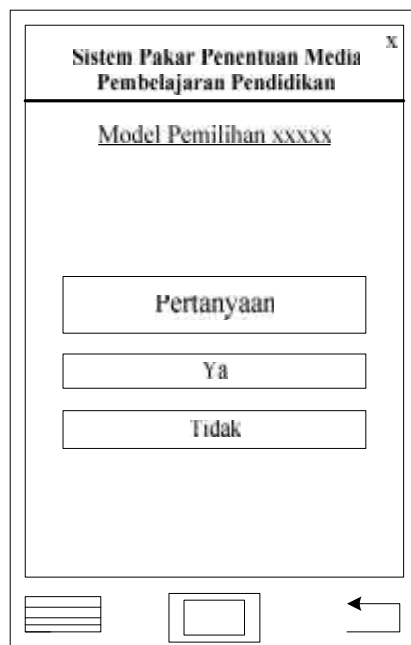 x
Sistem Pakar Penentuan Media
Pembelajaran Pendidikan
Model Pemilihan xxxxx
Pertanyaan
Ya
Tidak